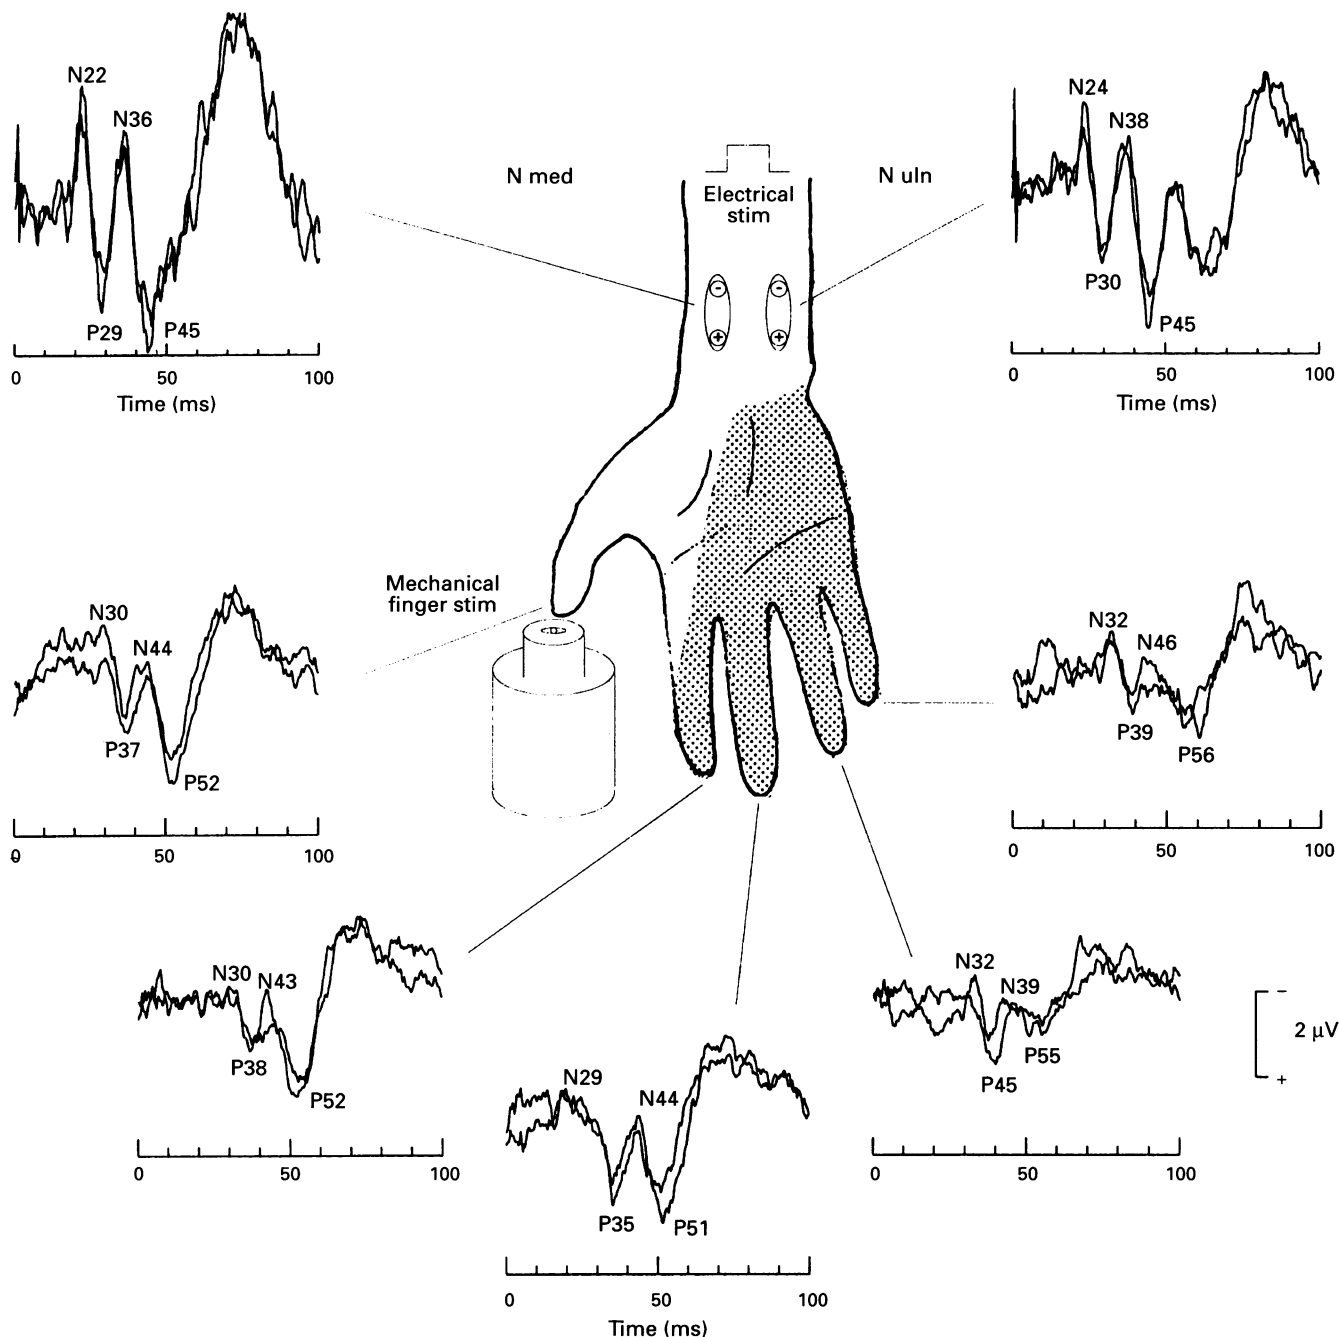 N22
N36
P29
P45
0
50
100
Time (ms)
N med
Electrical
stim
N uln
-
-
+
+
N24
N38
P30
P45
0
50
100
Time (ms)
Mechanical
finger stim
N30
N44
P37
P52
0
50
100
N32
N46
P39
P56
0
50
100
N30
N43
P38
P52
0
50
100
N29
N44
P35
P51
0
50
100
Time (ms)
N32
N39
P55
P45
0
50
100
−
2 μV
+